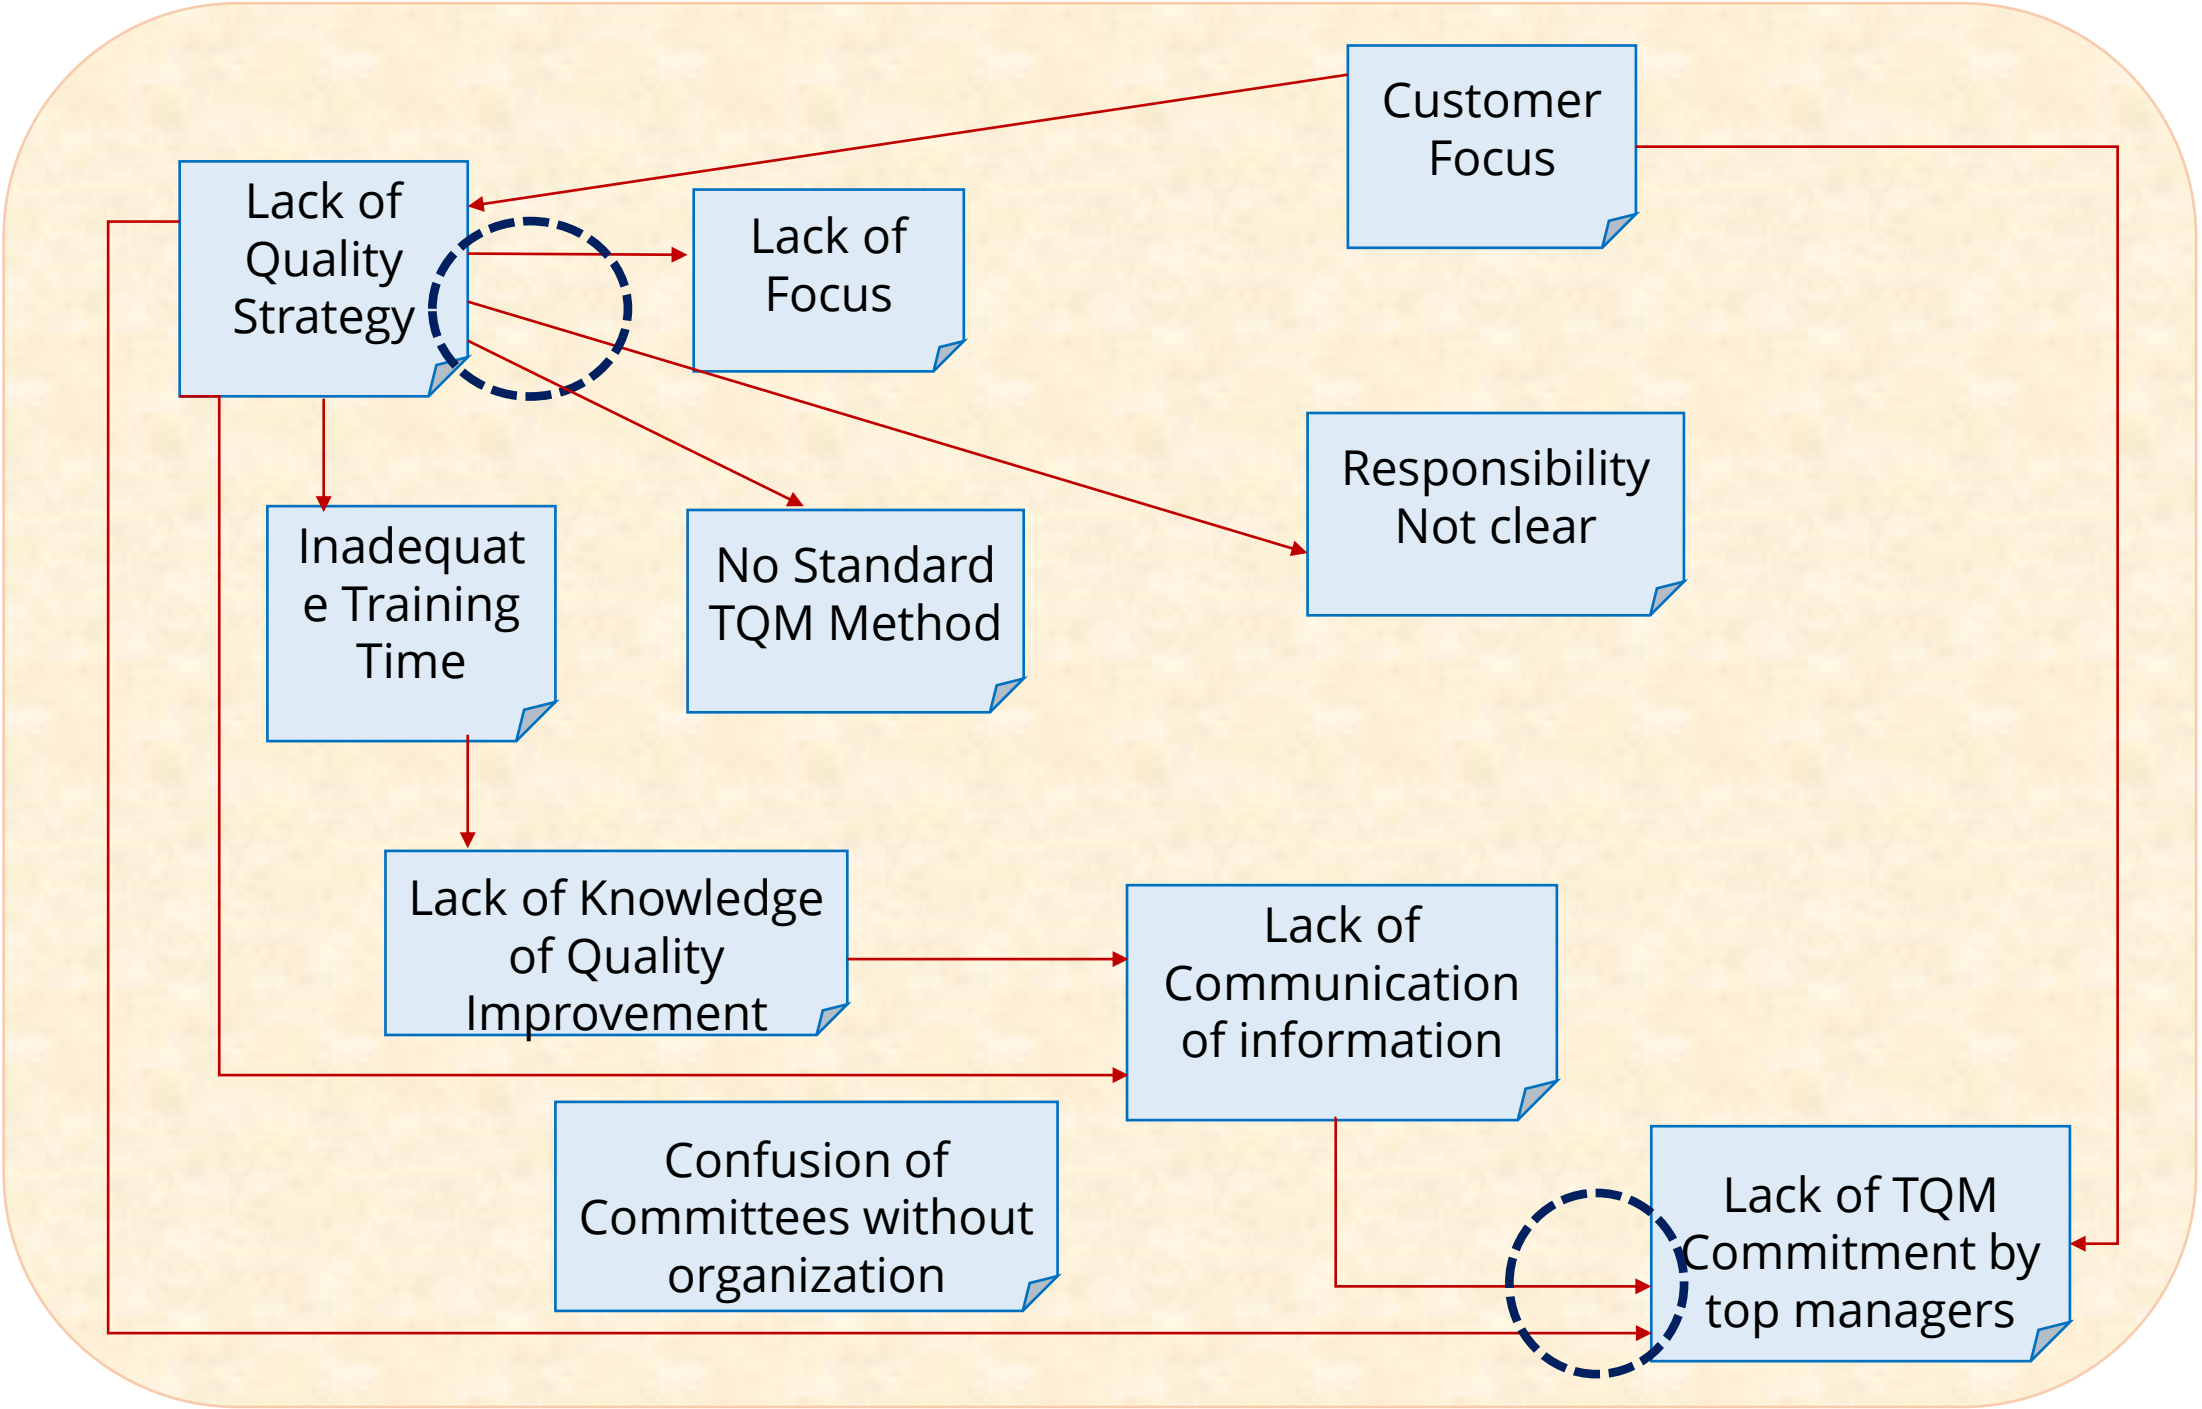 Customer
Focus
Lack of
Quality
Strategy
Lack of
Focus
Responsibility
Not clear
Inadequat
e Training
Time
No Standard
TQM Method
Lack of Knowledge
of Quality
Improvement
Lack of
Communication
of information
Confusion of
Committees without
organization
Lack of TQM
Commitment by
top managers